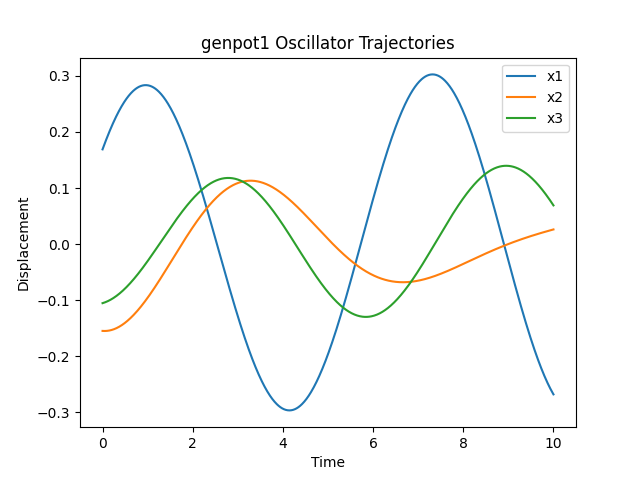 genpot1 Oscillator Trajectories
x1
x2
x3
Displacement
0.3
0.2
0.1
0.0
−0.1
−0.2
−0.3
0 2 4 6 8 10
Time